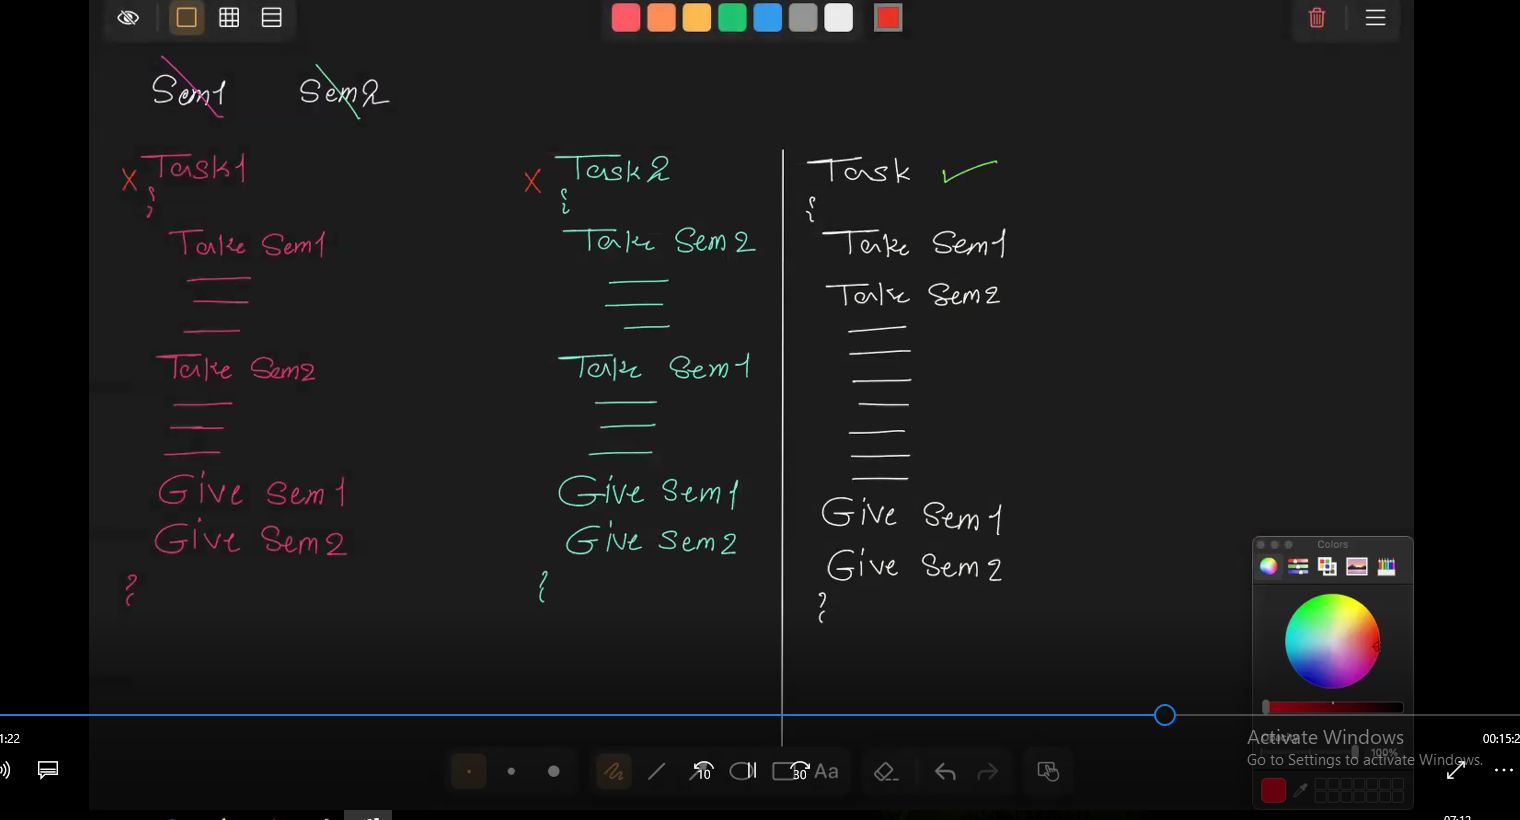 Sem1 Sem2
x Task1
{
Take Sem1
Take Sem2
Give Sem1
Give Sem2
}
x Task2
{
Take Sem2
Take Sem1
Give Sem1
Give Sem2
}
Task ✓
{
Take Sem1
Take Sem2
Give Sem1
Give Sem2
}
Colors
Activate Windows
Go to Settings to activate Windows.
100%
1:22
00:15:2
10
30
Aa
07:12